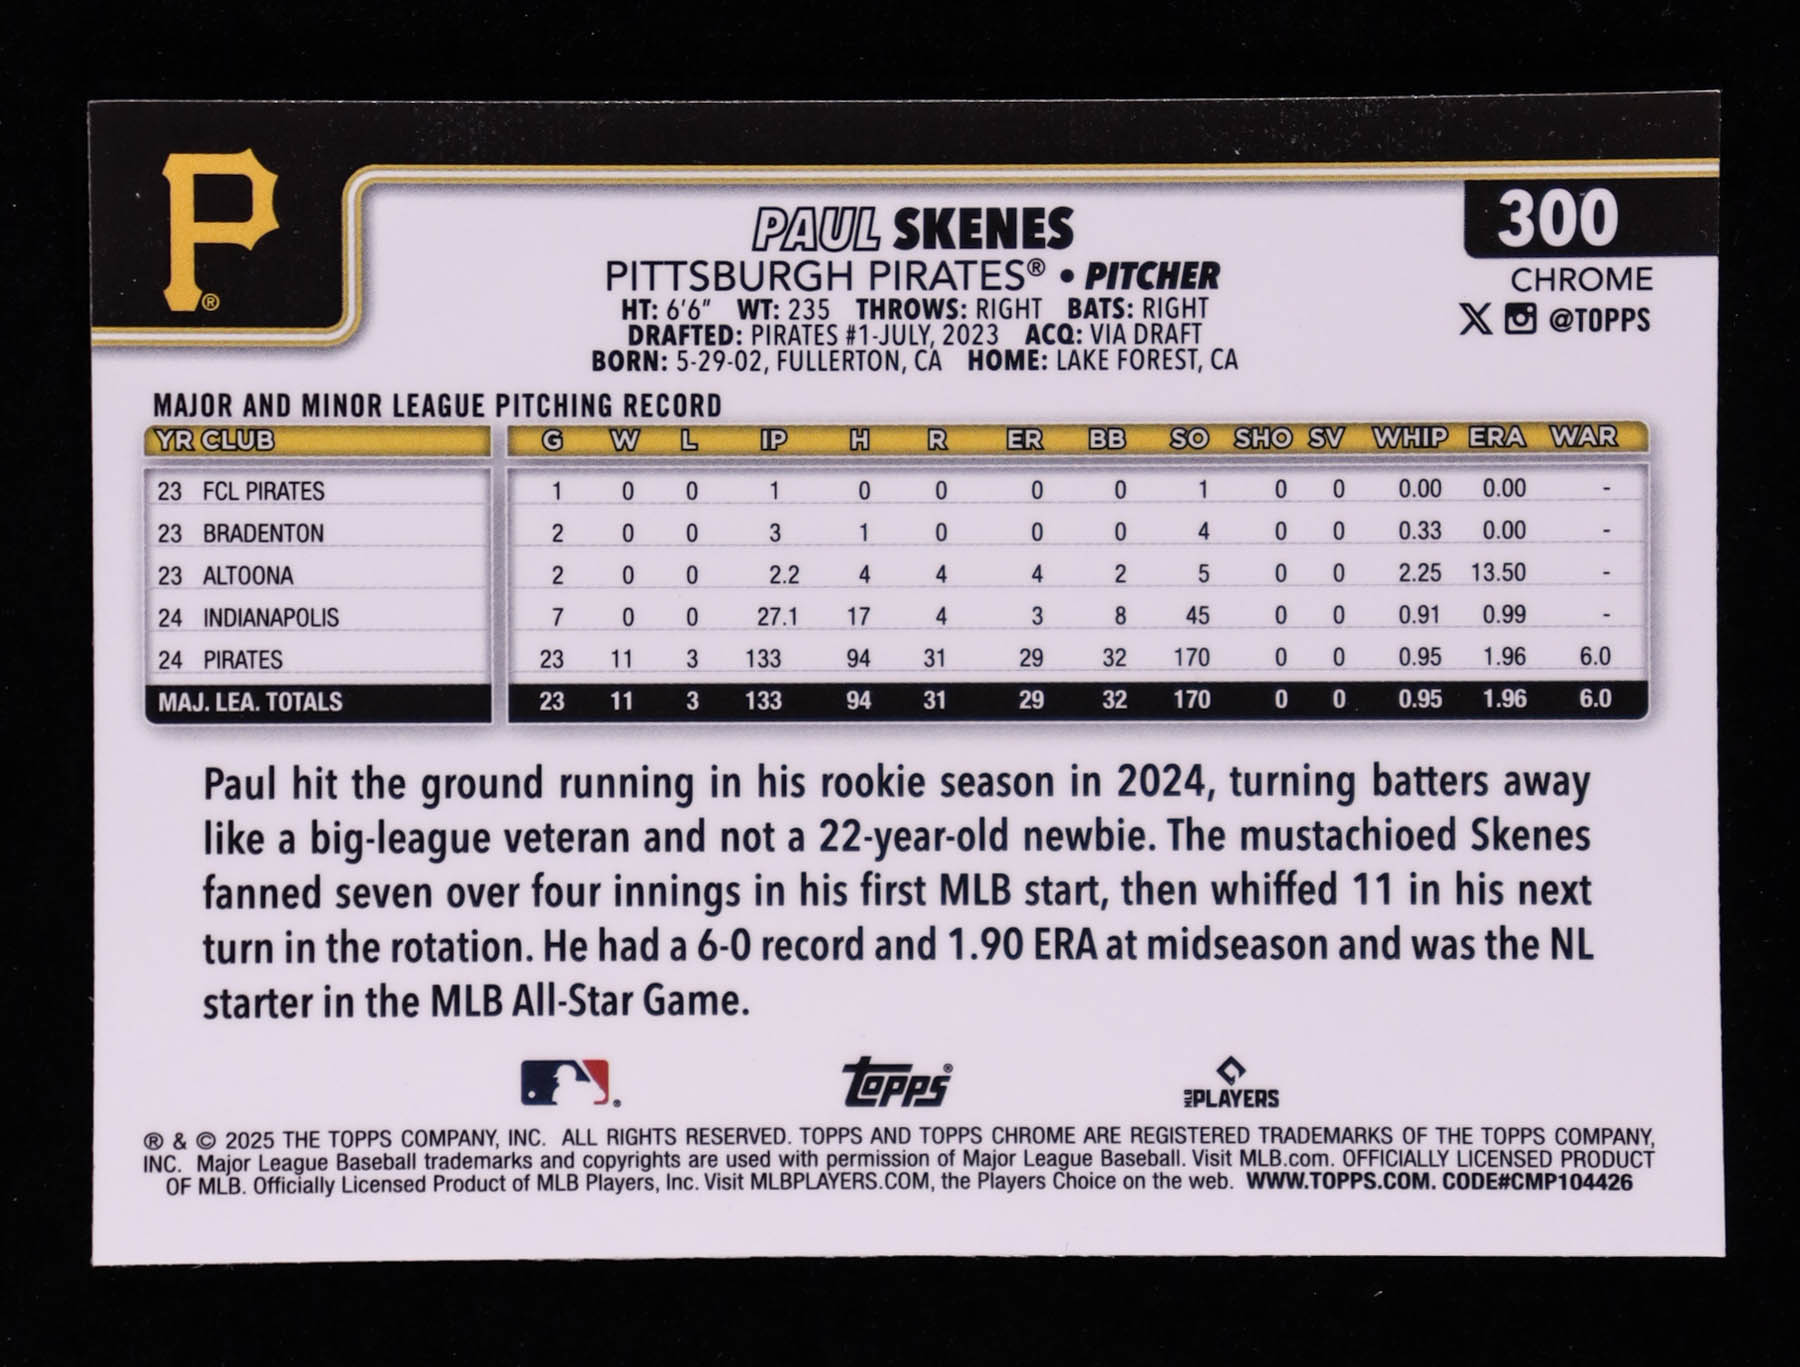 P®
300
PAUL SKENES
PITTSBURGH PIRATES® • PITCHER
CHROME
HT: 6'6" WT: 235 THROWS: RIGHT BATS: RIGHT
X @TOPPS
DRAFTED: PIRATES #1-JULY, 2023 ACQ: VIA DRAFT
BORN: 5-29-02, FULLERTON, CA HOME: LAKE FOREST, CA
MAJOR AND MINOR LEAGUE PITCHING RECORD
YR CLUB G W L IP H R ER BB SO SHO SV WHIP ERA WAR
23 FCL PIRATES 1 0 0 1 0 0 0 0 1 0 0 0.00 0.00 -
23 BRADENTON 2 0 0 3 1 0 0 0 4 0 0 0.33 0.00 -
23 ALTOONA 2 0 0 2.2 4 4 4 2 5 0 0 2.25 13.50 -
24 INDIANAPOLIS 7 0 0 27.1 17 4 3 8 45 0 0 0.91 0.99 -
24 PIRATES 23 11 3 133 94 31 29 32 170 0 0 0.95 1.96 6.0
MAJ. LEA. TOTALS 23 11 3 133 94 31 29 32 170 0 0 0.95 1.96 6.0
Paul hit the ground running in his rookie season in 2024, turning batters away
like a big-league veteran and not a 22-year-old newbie. The mustachioed Skenes
fanned seven over four innings in his first MLB start, then whiffed 11 in his next
turn in the rotation. He had a 6-0 record and 1.90 ERA at midseason and was the NL
starter in the MLB All-Star Game.
TOPPS® MLB PLAYERS
® & © 2025 THE TOPPS COMPANY, INC. ALL RIGHTS RESERVED. TOPPS AND TOPPS CHROME ARE REGISTERED TRADEMARKS OF THE TOPPS COMPANY,
INC. Major League Baseball trademarks and copyrights are used with permission of Major League Baseball. Visit MLB.com. OFFICIALLY LICENSED PRODUCT
OF MLB. Officially Licensed Product of MLB Players, Inc. Visit MLBPLAYERS.COM, the Players Choice on the web. WWW.TOPPS.COM. CODE#CMP104426